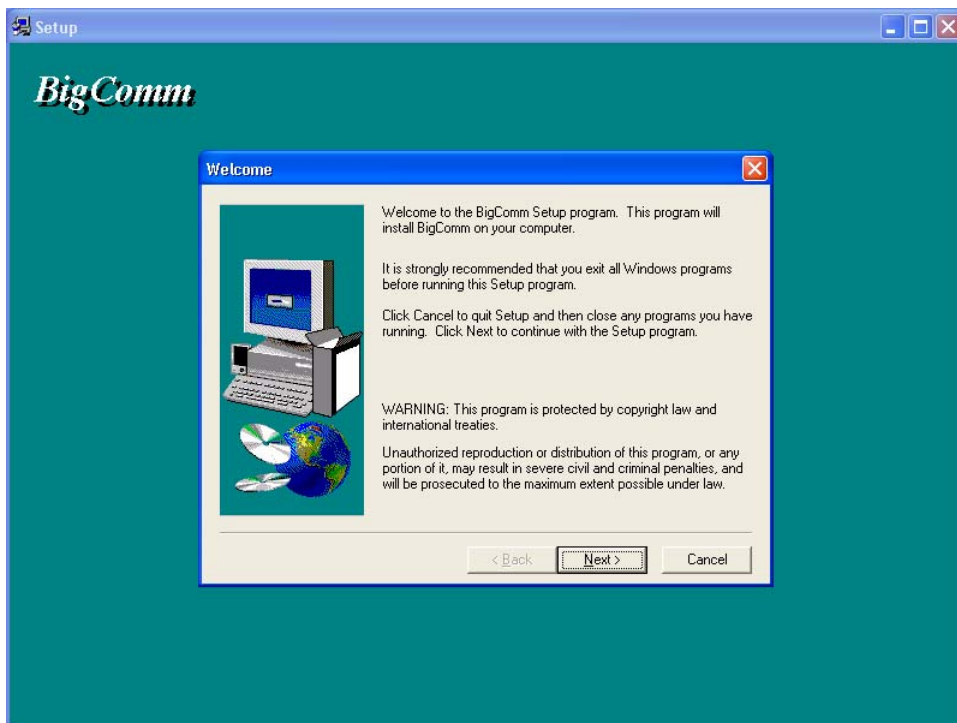 Setup
BigComm
Welcome
Welcome to the BigComm Setup program.  This program will
install BigComm on your computer.
It is strongly recommended that you exit all Windows programs
before running this Setup program.
Click Cancel to quit Setup and then close any programs you have
running.  Click Next to continue with the Setup program.
WARNING: This program is protected by copyright law and
international treaties.
Unauthorized reproduction or distribution of this program, or any
portion of it, may result in severe civil and criminal penalties, and
will be prosecuted to the maximum extent possible under law.
< Back Next > Cancel